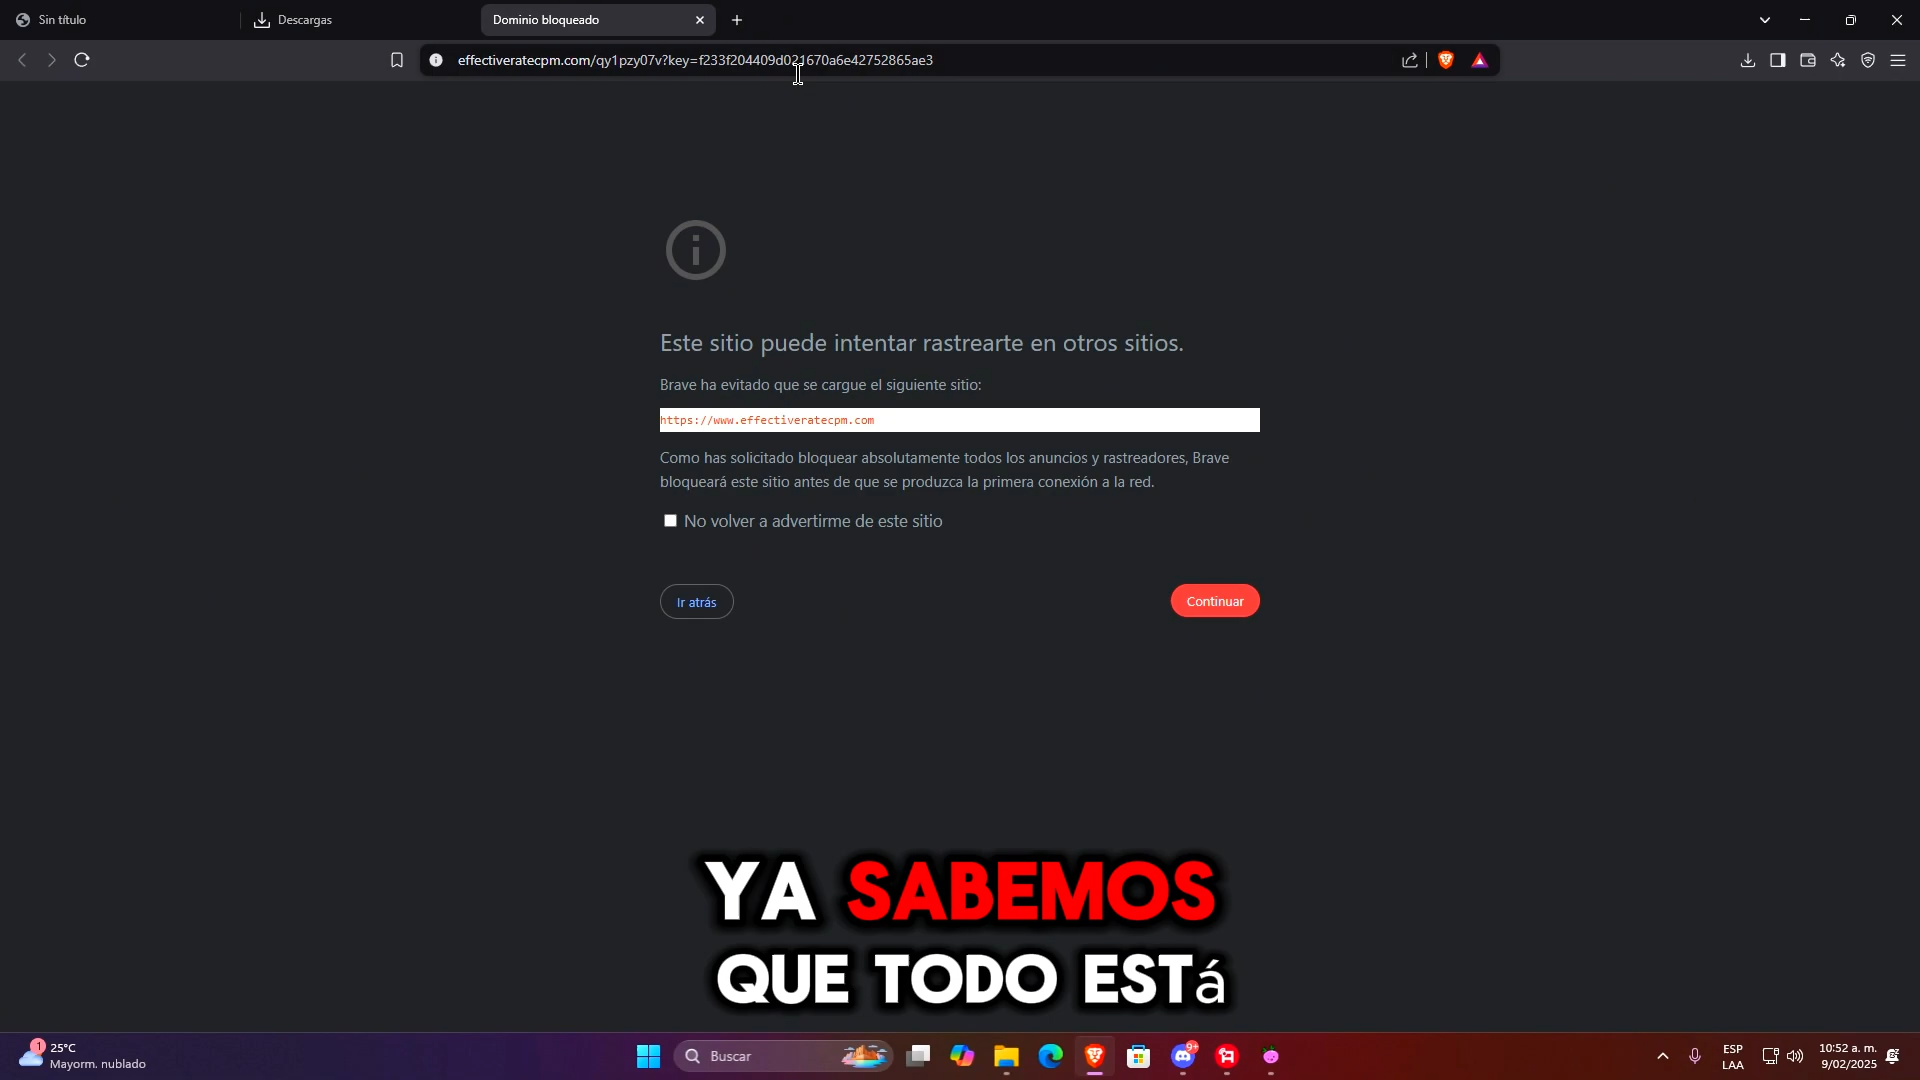 Sin título
Descargas
Dominio bloqueado
effectiveratecpm.com/qy1pzy07v?key=f233f204409d021670a6e42752865ae3
Este sitio puede intentar rastrearte en otros sitios.
Brave ha evitado que se cargue el siguiente sitio:
https://www.effectiveratecpm.com
Como has solicitado bloquear absolutamente todos los anuncios y rastreadores, Brave
bloqueará este sitio antes de que se produzca la primera conexión a la red.
No volver a advertirme de este sitio
Ir atrás
Continuar
YA SABEMOS
QUE TODO ESTá
1
25°C
Mayorm. nublado
Buscar
9+
ESP
LAA
10:52 a. m.
9/02/2025